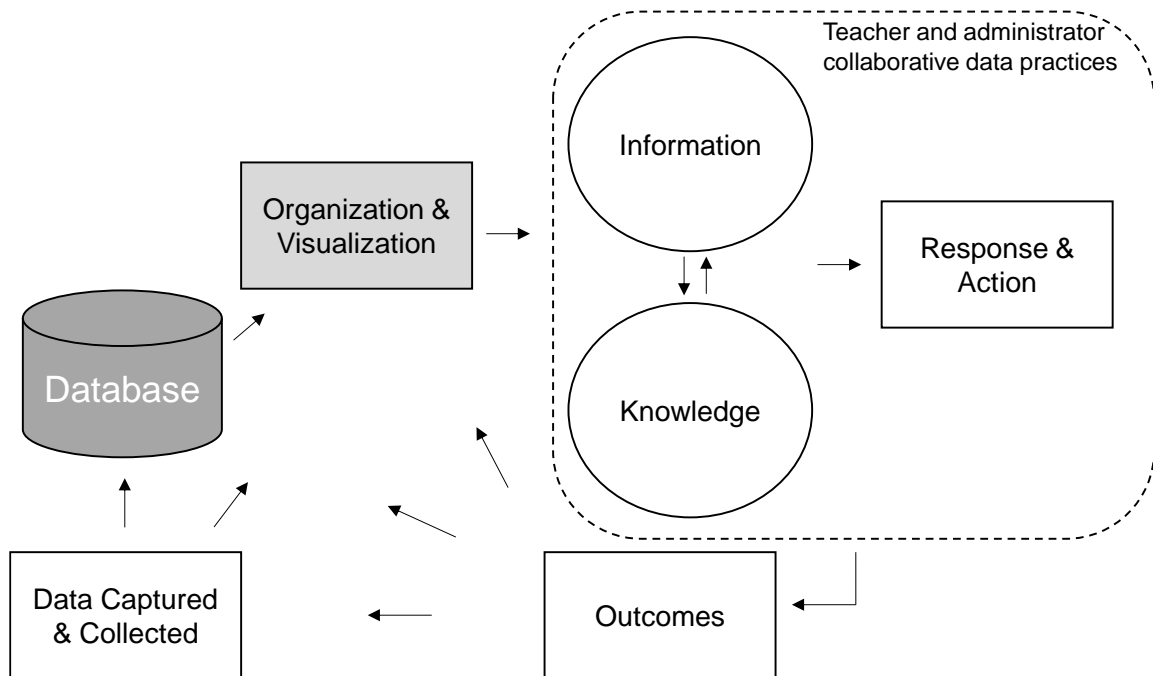 Teacher and administrator
collaborative data practices
Information
Organization &
Visualization
Response &
Action
Database
Knowledge
Data Captured
& Collected
Outcomes